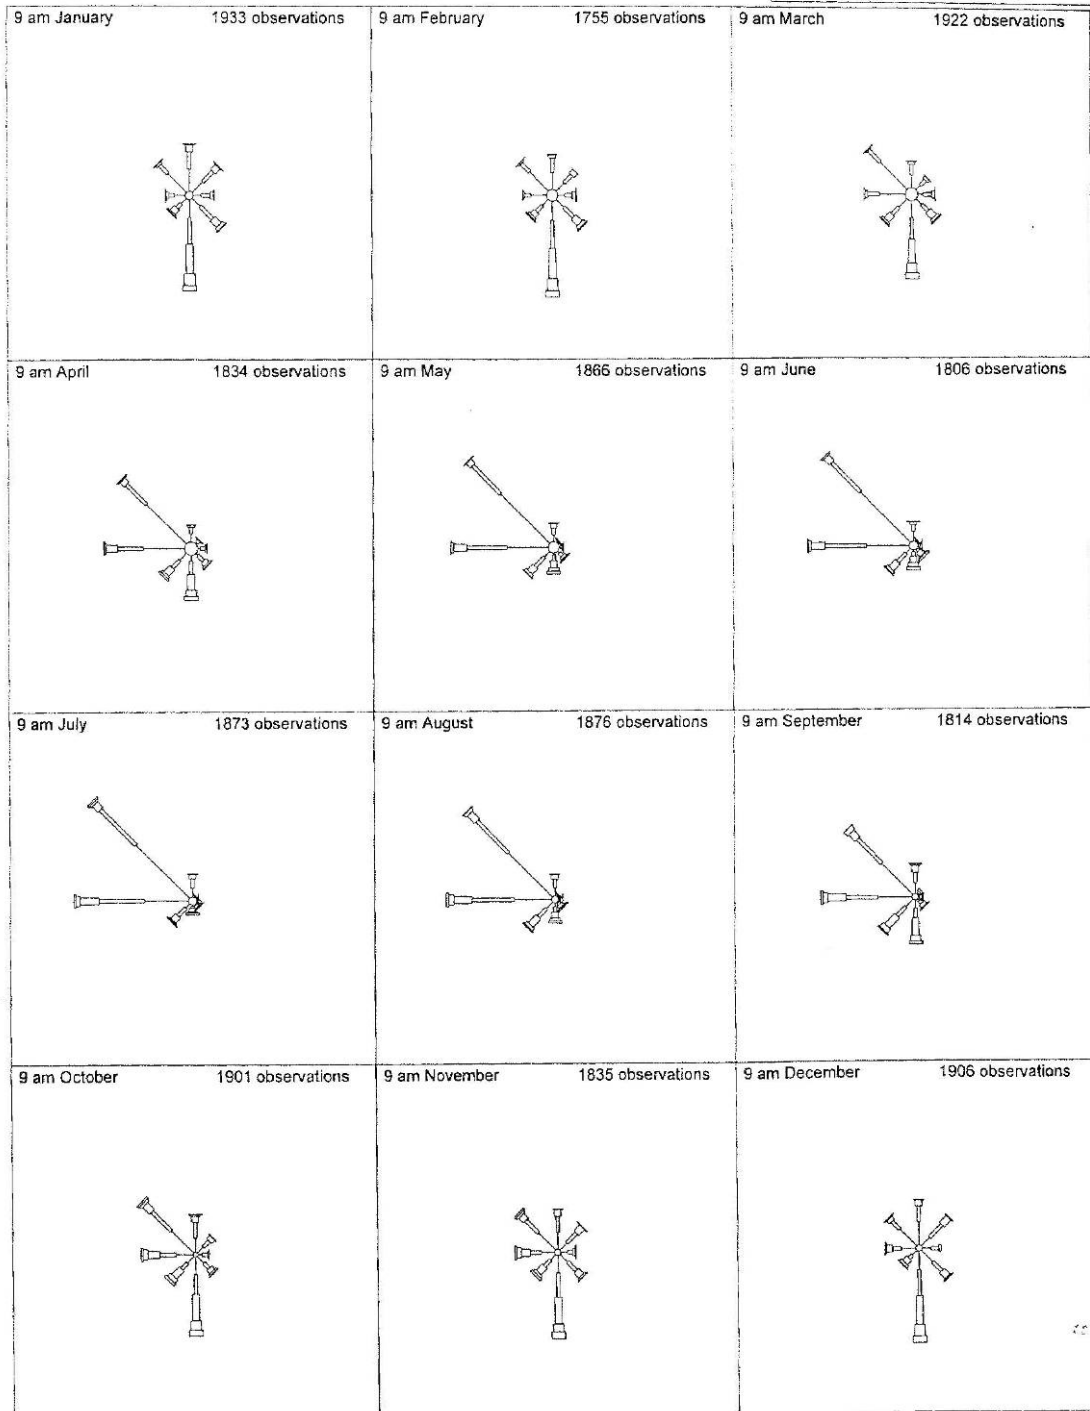 9 am January 1933 observations
9 am February 1755 observations
9 am March 1922 observations
9 am April 1834 observations
9 am May 1866 observations
9 am June 1806 observations
9 am July 1873 observations
9 am August 1876 observations
9 am September 1814 observations
9 am October 1901 observations
9 am November 1835 observations
9 am December 1906 observations